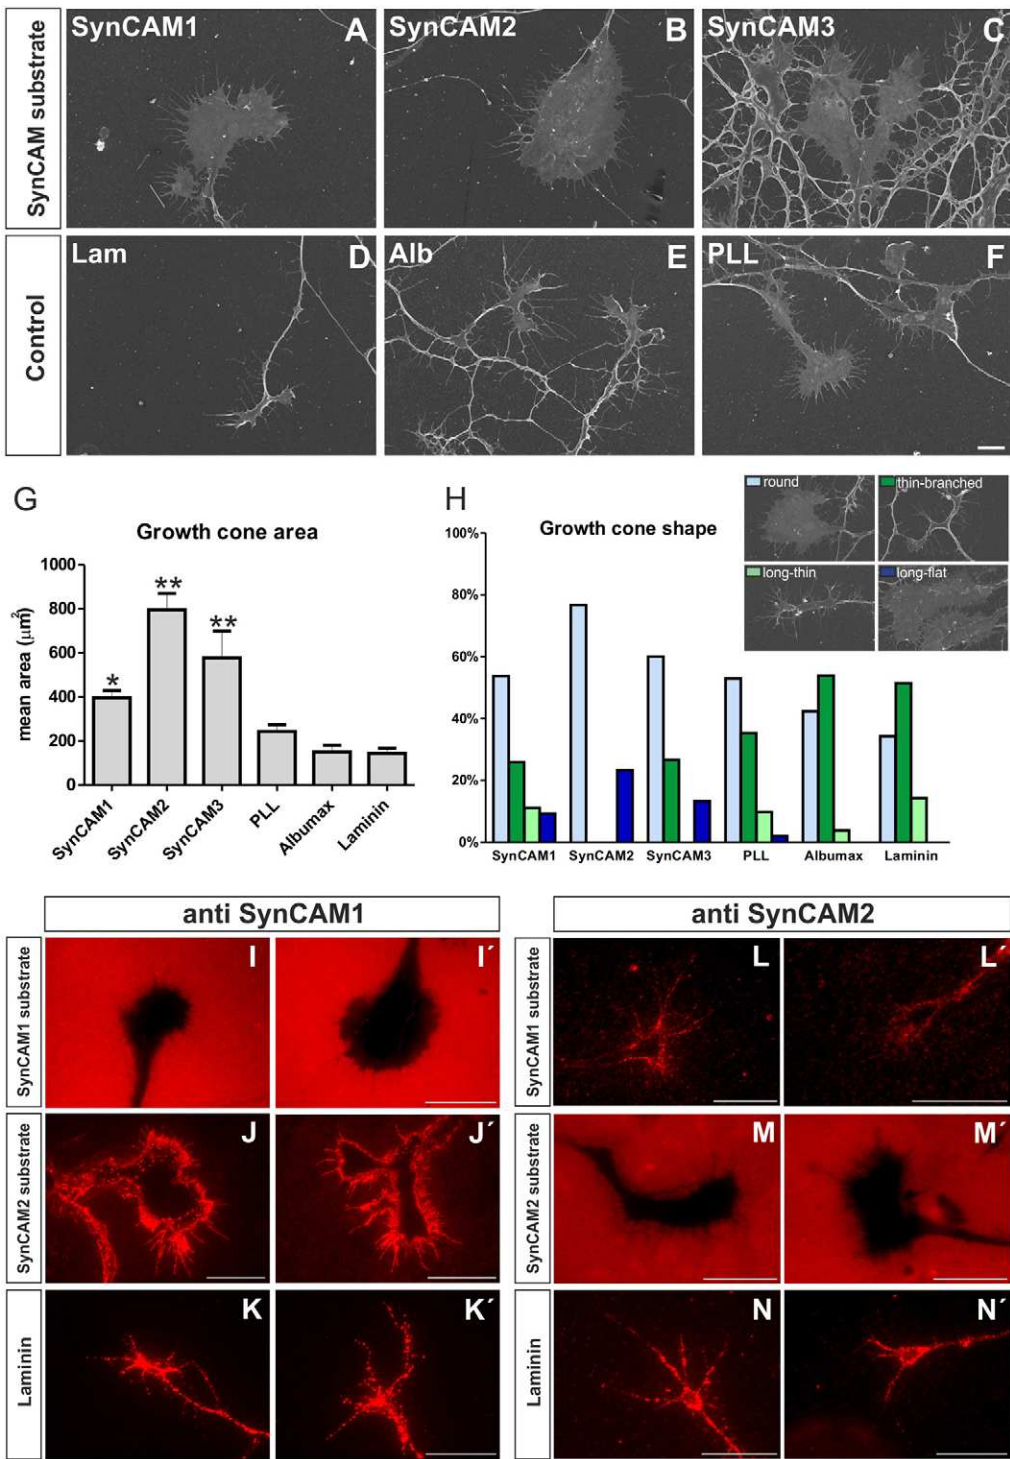 SynCAM substrate
SynCAM1 A
SynCAM2 B
SynCAM3 C
Control
Lam D
Alb E
PLL F
G
Growth cone area
mean area (μm²)
1000
800
600
400
200
0
*
**
**
SynCAM1
SynCAM2
SynCAM3
PLL
Albumax
Laminin
H
Growth cone shape
round
thin-branched
long-thin
long-flat
100%
80%
60%
40%
20%
0%
SynCAM1 SynCAM2 SynCAM3 PLL Albumax Laminin
anti SynCAM1
anti SynCAM2
SynCAM1 substrate
I
I´
SynCAM1 substrate
L
L´
SynCAM2 substrate
J
J´
SynCAM2 substrate
M
M´
Laminin
K
K´
Laminin
N
N´